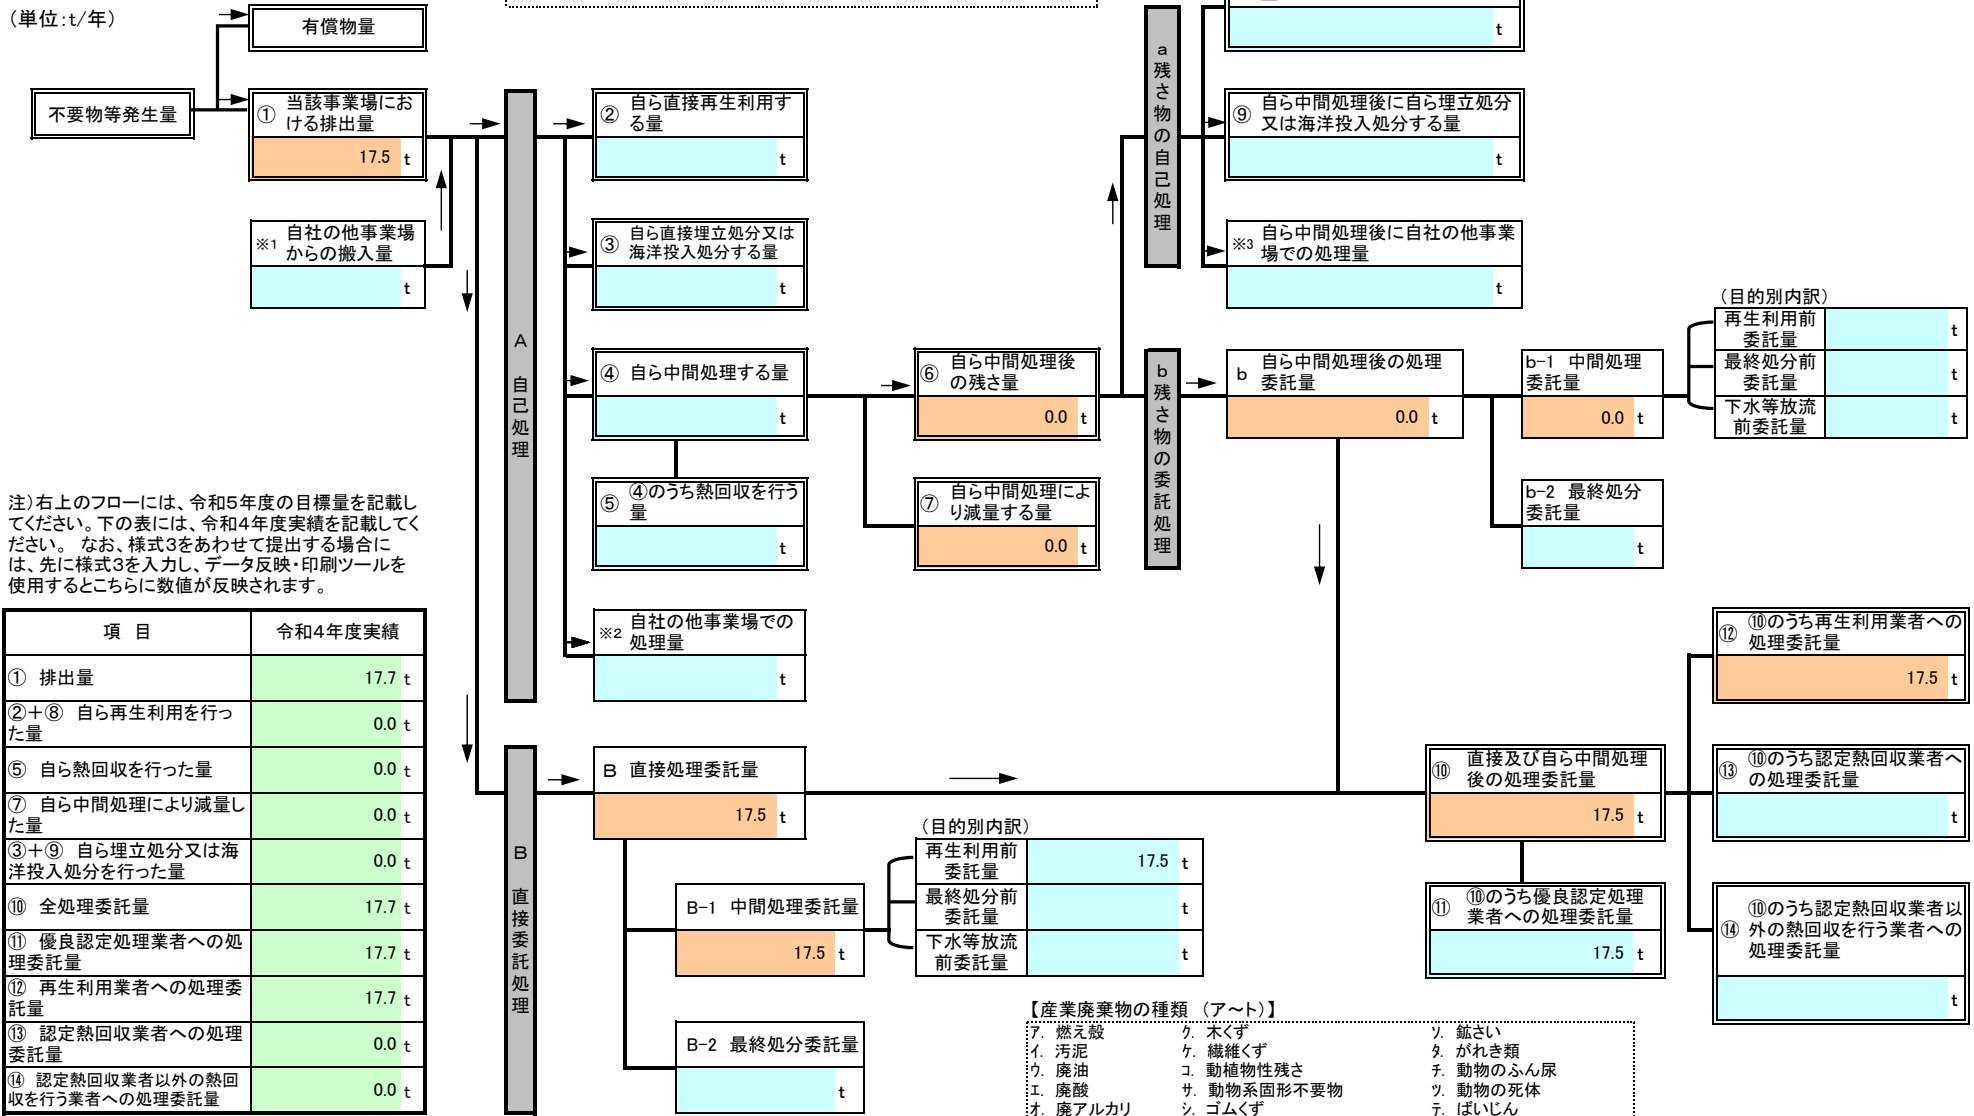 (単位:t/年)
有償物量
不要物等発生量
① 当該事業場にお
ける排出量
17.5 t
※1 自社の他事業場
からの搬入量
t
A 自己処理
② 自ら直接再生利用す
る量
t
③ 自ら直接埋立処分又は
海洋投入処分する量
t
④ 自ら中間処理する量
t
⑤ ④のうち熱回収を行う
量
t
※2 自社の他事業場での
処理量
t
⑥ 自ら中間処理後
の残さ量
0.0 t
⑦ 自ら中間処理によ
り減量する量
0.0 t
a 残さ物の自己処理
t
⑨ 自ら中間処理後に自ら埋立処分
又は海洋投入処分する量
t
※3 自ら中間処理後に自社の他事業
場での処理量
t
b 残さ物の委託処理
b 自ら中間処理後の処理
委託量
0.0 t
b-1 中間処理
委託量
0.0 t
b-2 最終処分
委託量
t
(目的別内訳)
再生利用前
委託量
t
最終処分前
委託量
t
下水等放流
前委託量
t
注)右上のフローには、令和5年度の目標量を記載し
てください。下の表には、令和4年度実績を記載してく
ださい。 なお、様式3をあわせて提出する場合に
は、先に様式3を入力し、データ反映・印刷ツールを
使用するとこちらに数値が反映されます。
項 目 令和4年度実績
① 排出量 17.7 t
②+⑧ 自ら再生利用を行っ
た量 0.0 t
⑤ 自ら熱回収を行った量 0.0 t
⑦ 自ら中間処理により減量し
た量 0.0 t
③+⑨ 自ら埋立処分又は海
洋投入処分を行った量 0.0 t
⑩ 全処理委託量 17.7 t
⑪ 優良認定処理業者への処
理委託量 17.7 t
⑫ 再生利用業者への処理委
託量 17.7 t
⑬ 認定熱回収業者への処理
委託量 0.0 t
⑭ 認定熱回収業者以外の熱回
収を行う業者への処理委託量 0.0 t
B 直接委託処理
B 直接処理委託量
17.5 t
B-1 中間処理委託量
17.5 t
B-2 最終処分委託量
t
(目的別内訳)
再生利用前
委託量
17.5 t
最終処分前
委託量
t
下水等放流
前委託量
t
⑩ 直接及び自ら中間処理
後の処理委託量
17.5 t
⑪ ⑩のうち優良認定処理
業者への処理委託量
17.5 t
⑫ ⑩のうち再生利用業者への
処理委託量
17.5 t
⑬ ⑩のうち認定熱回収業者へ
の処理委託量
t
⑭ ⑩のうち認定熱回収業者以
外の熱回収を行う業者への
処理委託量
t
【産業廃棄物の種類 (ア~ト)】
ア. 燃え殻 ク. 木くず ソ. 鉱さい
イ. 汚泥 ケ. 繊維くず タ. がれき類
ウ. 廃油 コ. 動植物性残さ チ. 動物のふん尿
エ. 廃酸 サ. 動物系固形不要物 ツ. 動物の死体
オ. 廃アルカリ シ. ゴムくず テ. ばいじん